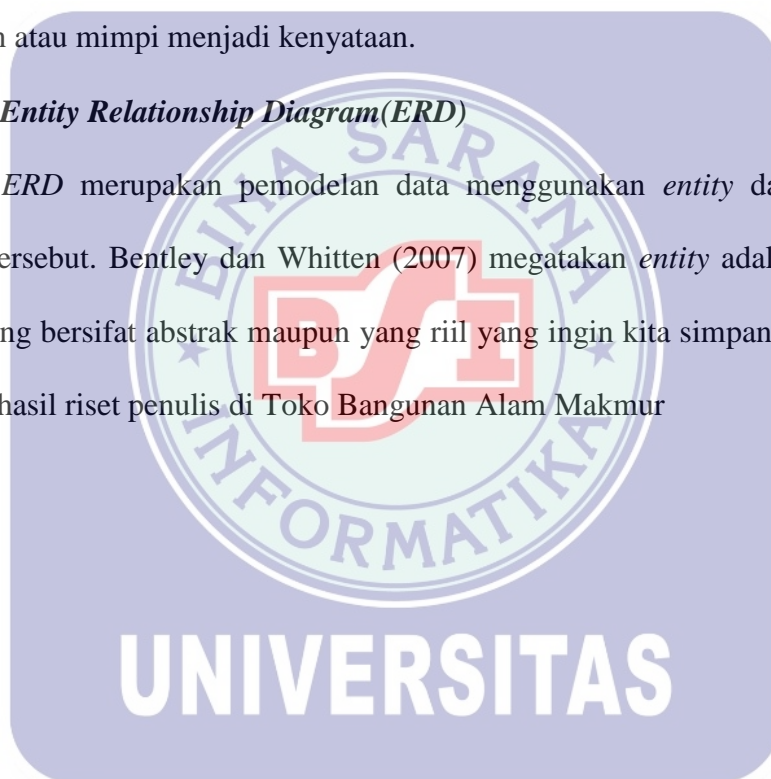 n atau mimpi menjadi kenyataan.
Entity Relationship Diagram(ERD)
ERD merupakan pemodelan data menggunakan entity da
ersebut. Bentley dan Whitten (2007) megatakan entity adal
ng bersifat abstrak maupun yang riil yang ingin kita simpan
hasil riset penulis di Toko Bangunan Alam Makmur
BINA SARANA
BSI
INFORMATIKA
UNIVERSITAS